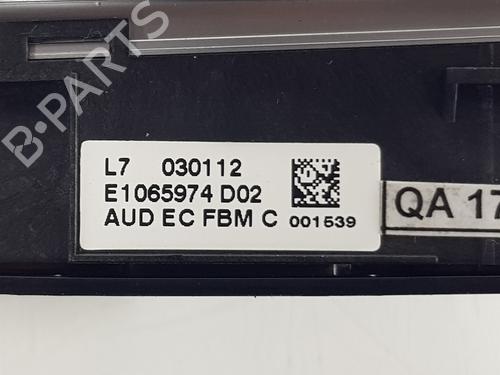 B-PARTS
L7 030112
E1065974 D02
AUD EC FBM C 001539
QA 17